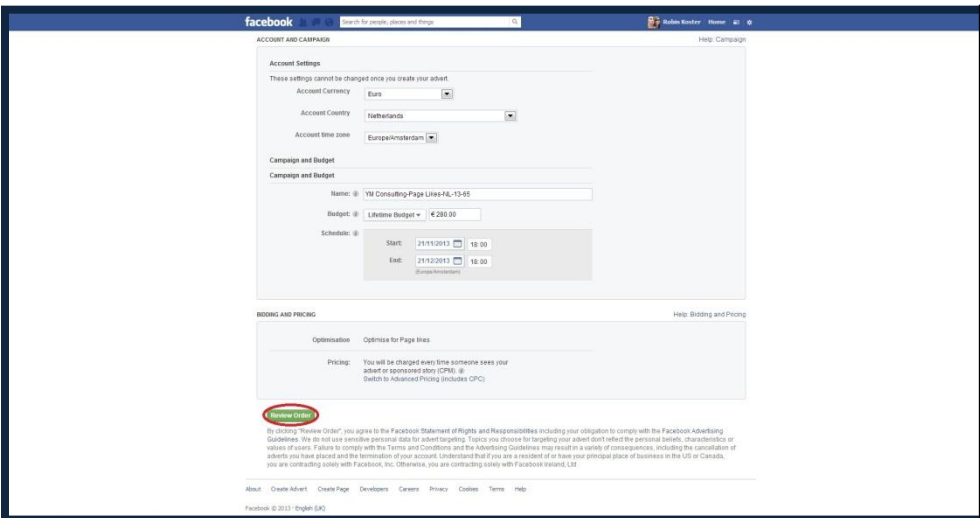 facebook Search for people, places and things Robin Koster Home
ACCOUNT AND CAMPAIGN Help: Campaign
Account Settings
These settings cannot be changed once you create your advert.
Account Currency Euro
Account Country Netherlands
Account time zone Europe/Amsterdam
Campaign and Budget
Campaign and Budget
Name: YM Consulting-Page Likes-NL-13-65
Budget: Lifetime Budget € 280.00
Schedule:
Start: 21/11/2013 18:00
End: 21/12/2013 18:00
(Europe/Amsterdam)
BIDDING AND PRICING Help: Bidding and Pricing
Optimisation Optimise for Page likes
Pricing: You will be charged every time someone sees your
advert or sponsored story (CPM).
Switch to Advanced Pricing (includes CPC)
Review Order
By clicking "Review Order", you agree to the Facebook Statement of Rights and Responsibilities including your obligation to comply with the Facebook Advertising
Guidelines. We do not use sensitive personal data for advert targeting. Topics you choose for targeting your advert don't reflect the personal beliefs, characteristics or
values of users. Failure to comply with the Terms and Conditions and the Advertising Guidelines may result in a variety of consequences, including the cancellation of
adverts you have placed and the termination of your account. Understand that if you are a resident of or have your principal place of business in the US or Canada,
you are contracting solely with Facebook, Inc. Otherwise, you are contracting solely with Facebook Ireland, Ltd
About Create Advert Create Page Developers Careers Privacy Cookies Terms Help
Facebook © 2013 · English (UK)